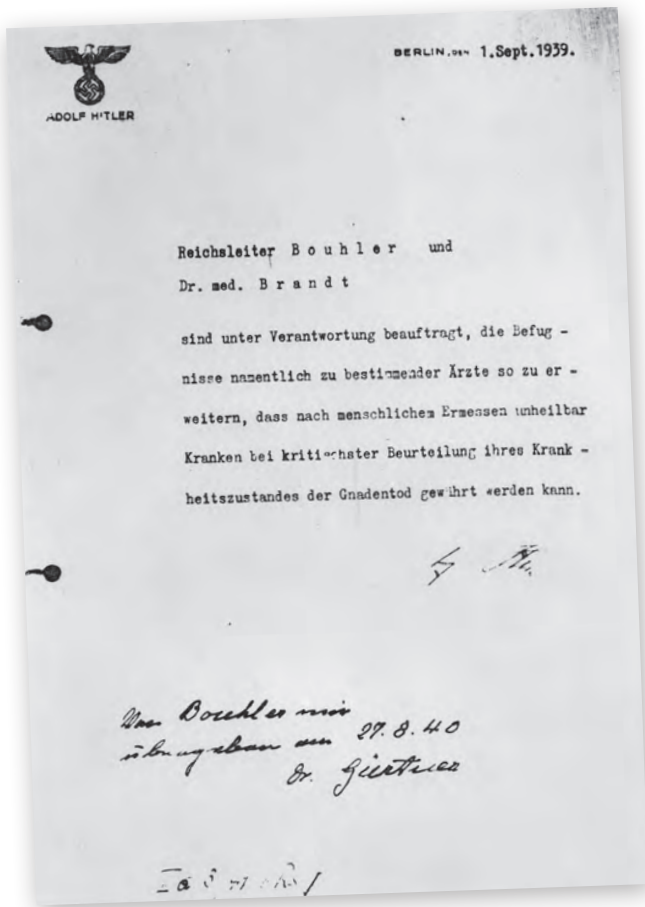 BERLIN, DEN 1.Sept.1939.
ADOLF HITLER
Reichsleiter B o u h l e r und
Dr. med. B r a n d t
sind unter Verantwortung beauftragt, die Befug -
nisse namentlich zu bestimmender Ärzte so zu er -
weitern, dass nach menschlichem Ermessen unheilbar
Kranken bei kritischster Beurteilung ihres Krank -
heitszustandes der Gnadentod gewährt werden kann.
Von Bouhler mir
übergeben am 27.8.40
Dr. Gürtner